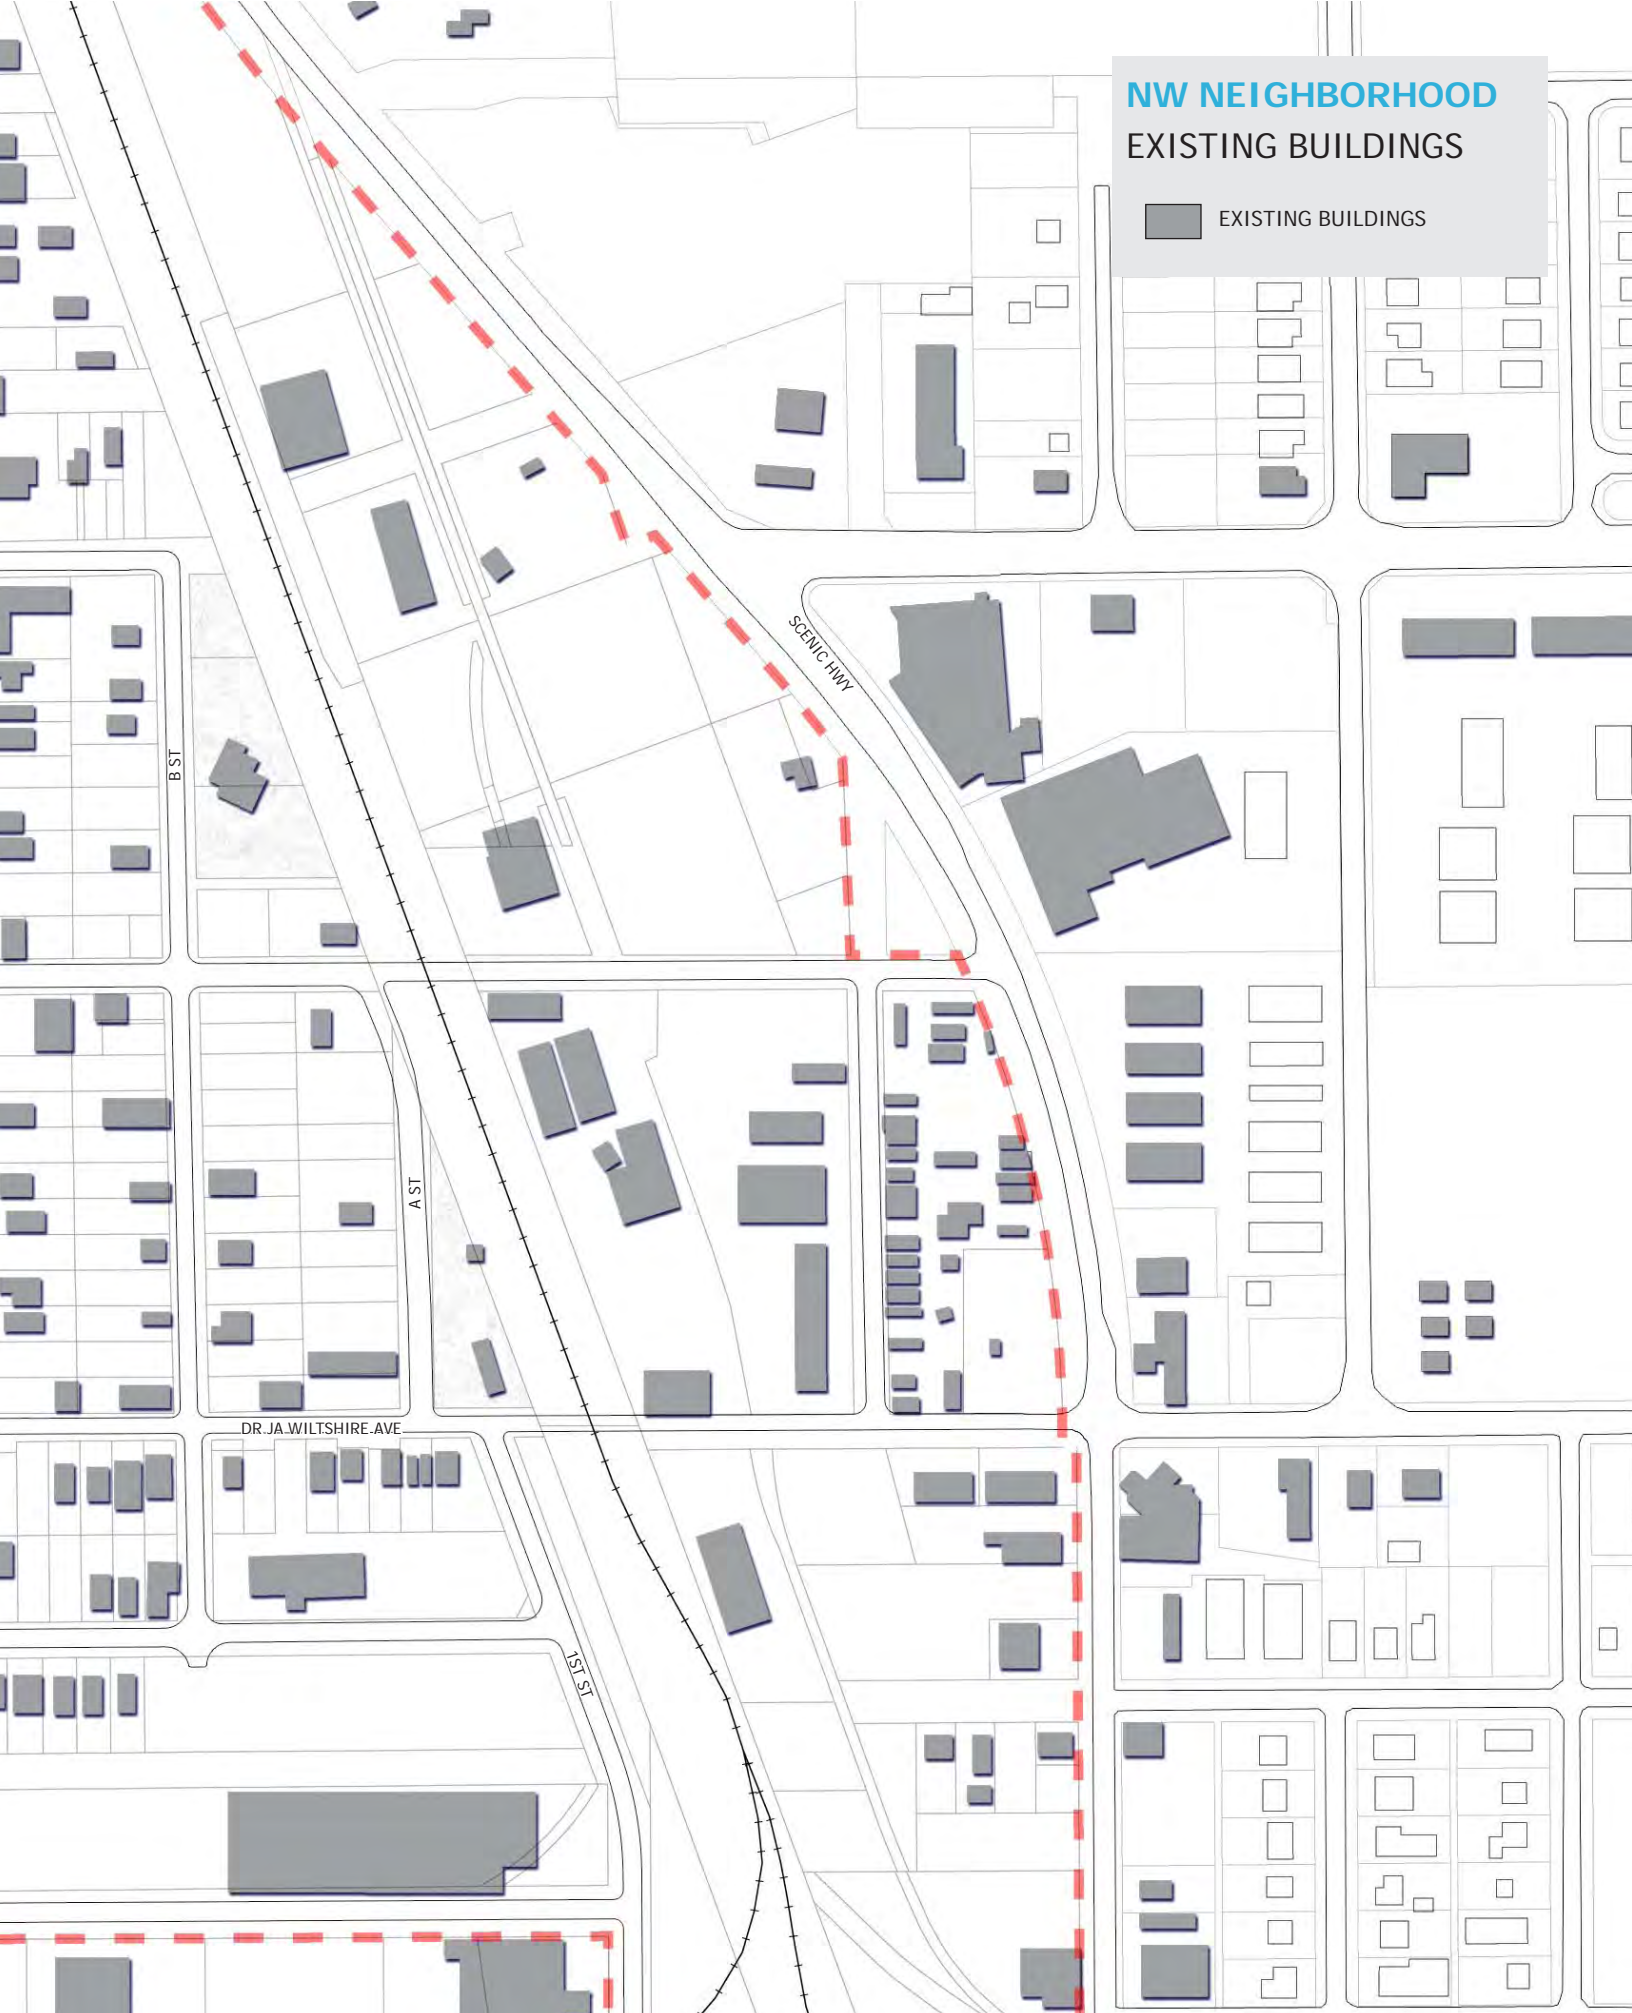 NW NEIGHBORHOOD
EXISTING BUILDINGS
EXISTING BUILDINGS
SCENIC HWY
B ST
A ST
DR JA WILTSHIRE AVE
1ST ST